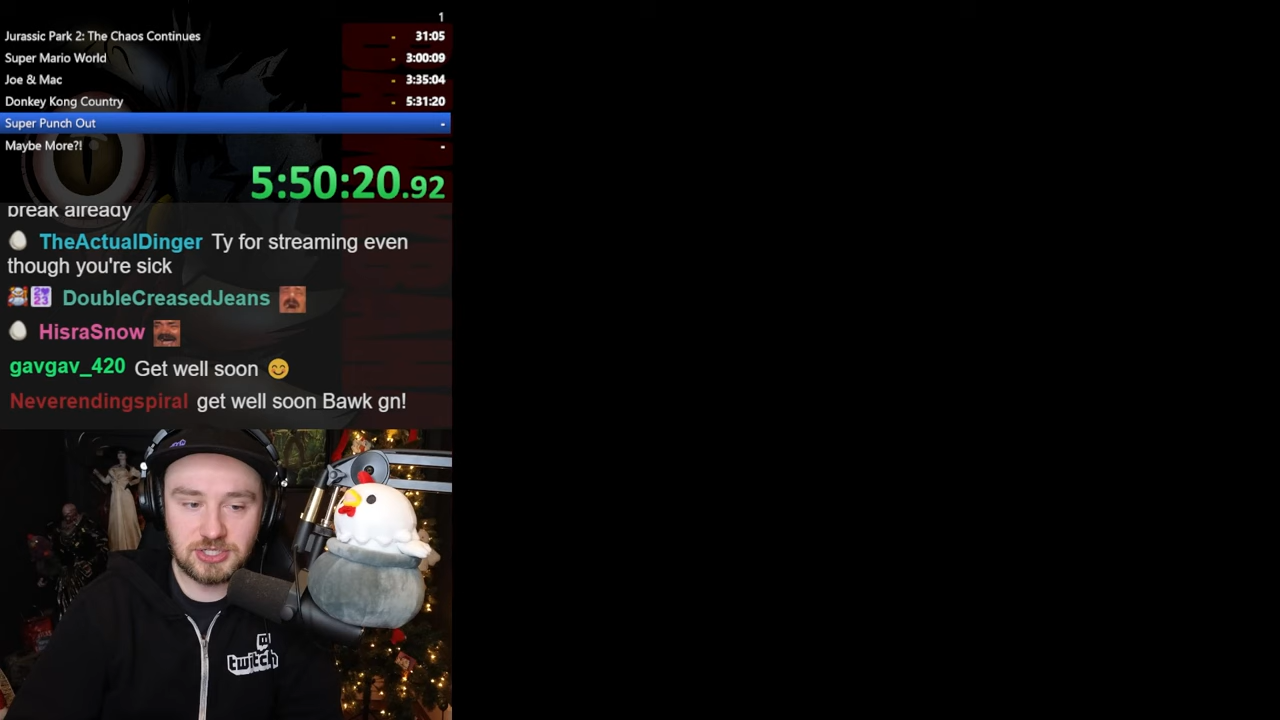 1
Jurassic Park 2: The Chaos Continues - 31:05
Super Mario World - 3:00:09
Joe & Mac - 3:35:04
Donkey Kong Country - 5:31:20
Super Punch Out -
Maybe More?! -
5:50:20.92
break already
TheActualDinger Ty for streaming even
though you're sick
DoubleCreasedJeans
HisraSnow
gavgav_420 Get well soon
Neverendingspiral get well soon Bawk gn!
twitch